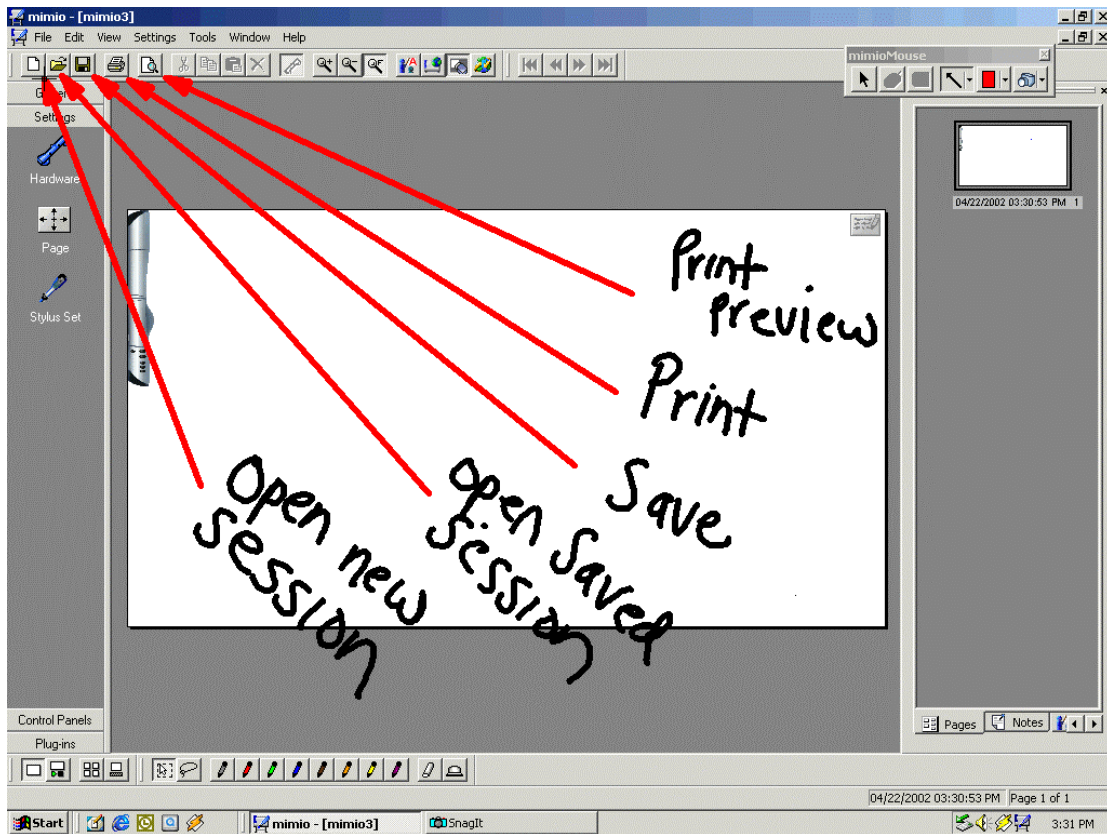 mimio - [mimio3]
File Edit View Settings Tools Window Help
mimioMouse
Settings
Hardware
Page
Stylus Set
04/22/2002 03:30:53 PM 1
Print
Preview
Print
Save
Open new
session
Open Saved
session
Control Panels
Plug-ins
Pages Notes
04/22/2002 03:30:53 PM Page 1 of 1
Start mimio - [mimio3] SnagIt 3:31 PM